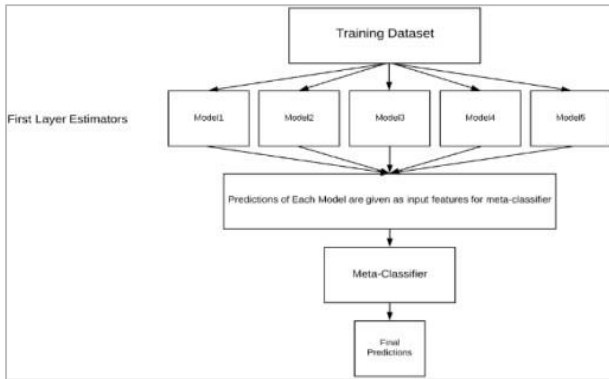 Training Dataset
First Layer Estimators
Model1
Model2
Model3
Model4
Model5
Predictions of Each Model are given as input features for meta-classifier
Meta-Classifier
Final
Predictions